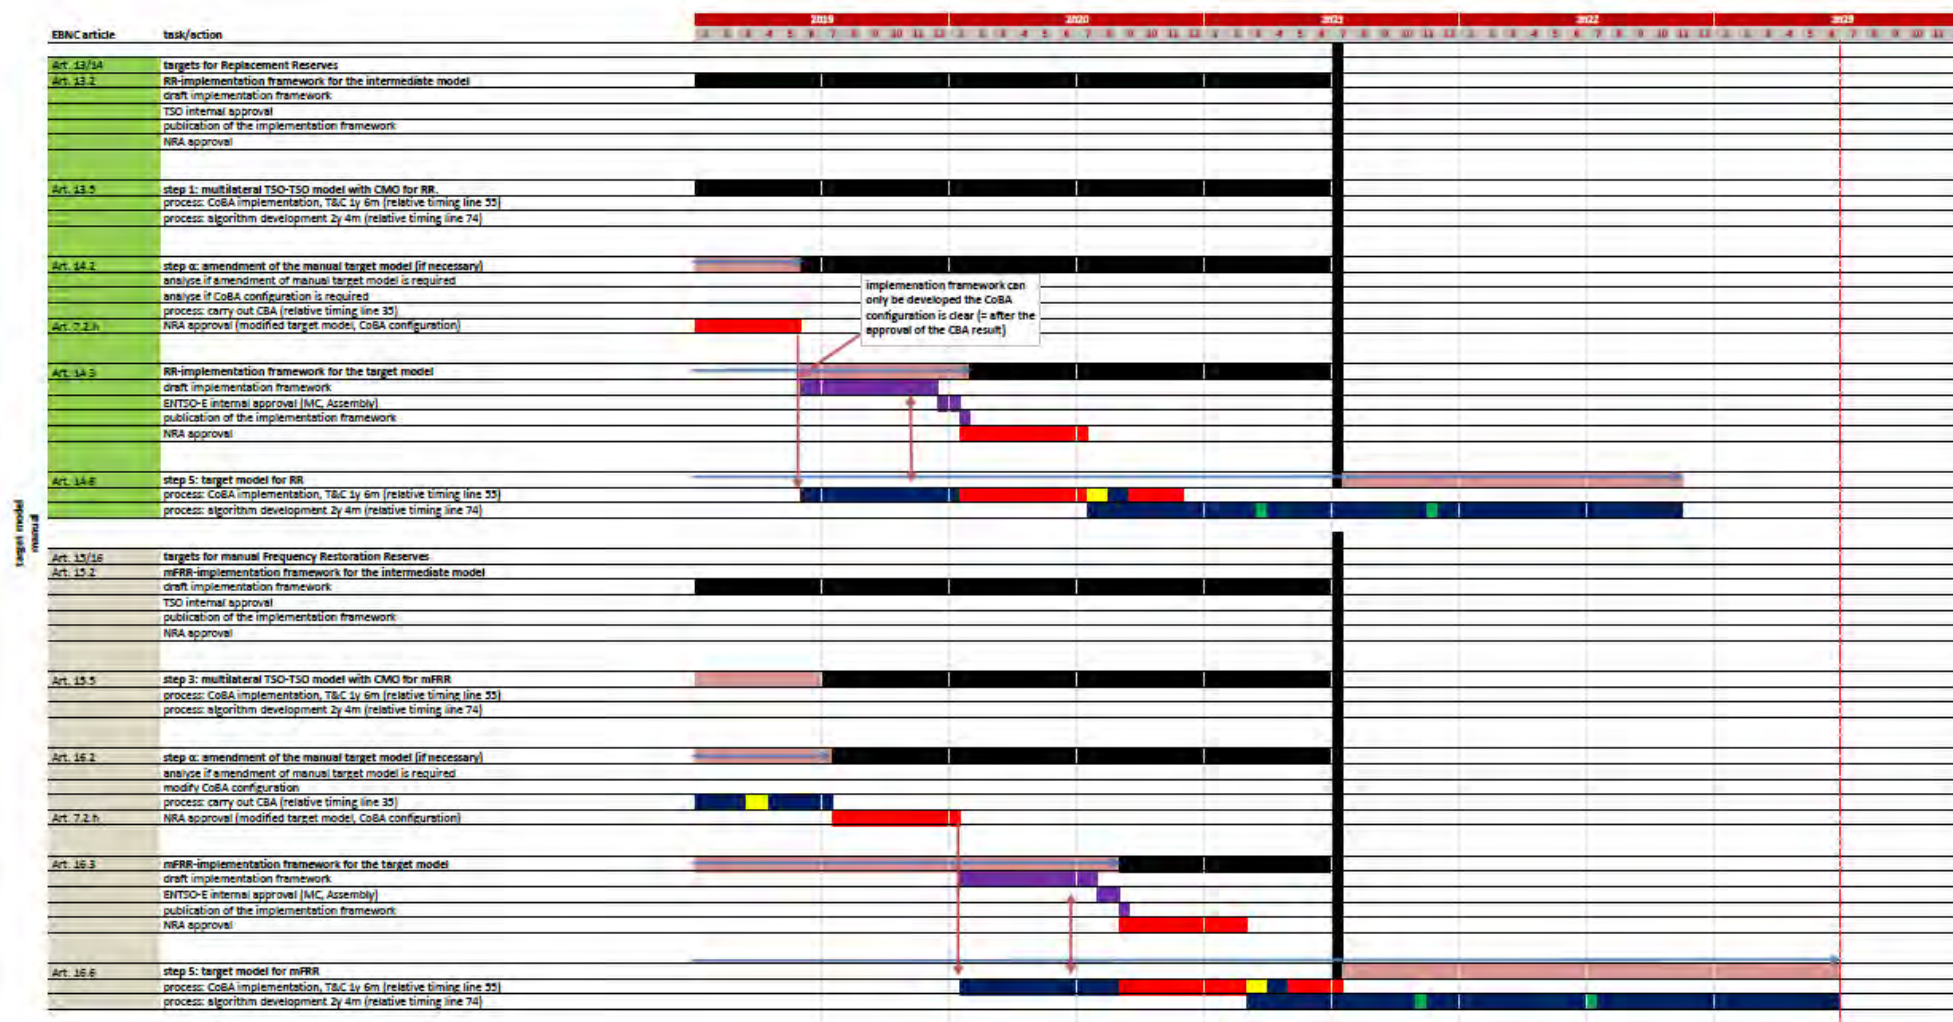 2019 2020 2021 2022 2023
EBNC article task/action
Art. 13/14 targets for Replacement Reserves
Art. 13.2 RR-implementation framework for the intermediate model
draft implementation framework
TSO internal approval
publication of the implementation framework
NRA approval
Art. 13.5 step 1: multilateral TSO-TSO model with CMO for RR.
process: CoBA implementation, T&C 1y 6m (relative timing line 55)
process: algorithm development 2y 4m (relative timing line 74)
Art. 14.2 step α: amendment of the manual target model (if necessary)
analyse if amendment of manual target model is required
analyse if CoBA configuration is required
process: carry out CBA (relative timing line 35)
Art. 7.2.h NRA approval (modified target model, CoBA configuration)
implemenation framework can
only be developed the CoBA
configuration is clear (= after the
approval of the CBA result)
Art. 14.3 RR-implementation framework for the target model
draft implementation framework
ENTSO-E internal approval (MC, Assembly)
publication of the implementation framework
NRA approval
Art. 14.6 step 5: target model for RR
process: CoBA implementation, T&C 1y 6m (relative timing line 55)
process: algorithm development 2y 4m (relative timing line 74)
target model
manual
Art. 15/16 targets for manual Frequency Restoration Reserves
Art. 15.2 mFRR-implementation framework for the intermediate model
draft implementation framework
TSO internal approval
publication of the implementation framework
NRA approval
Art. 15.5 step 3: multilateral TSO-TSO model with CMO for mFRR
process: CoBA implementation, T&C 1y 6m (relative timing line 55)
process: algorithm development 2y 4m (relative timing line 74)
Art. 16.2 step α: amendment of the manual target model (if necessary)
analyse if amendment of manual target model is required
modify CoBA configuration
process: carry out CBA (relative timing line 35)
Art. 7.2.h NRA approval (modified target model, CoBA configuration)
Art. 16.3 mFRR-implementation framework for the target model
draft implementation framework
ENTSO-E internal approval (MC, Assembly)
publication of the implementation framework
NRA approval
Art. 16.6 step 5: target model for mFRR
process: CoBA implementation, T&C 1y 6m (relative timing line 55)
process: algorithm development 2y 4m (relative timing line 74)